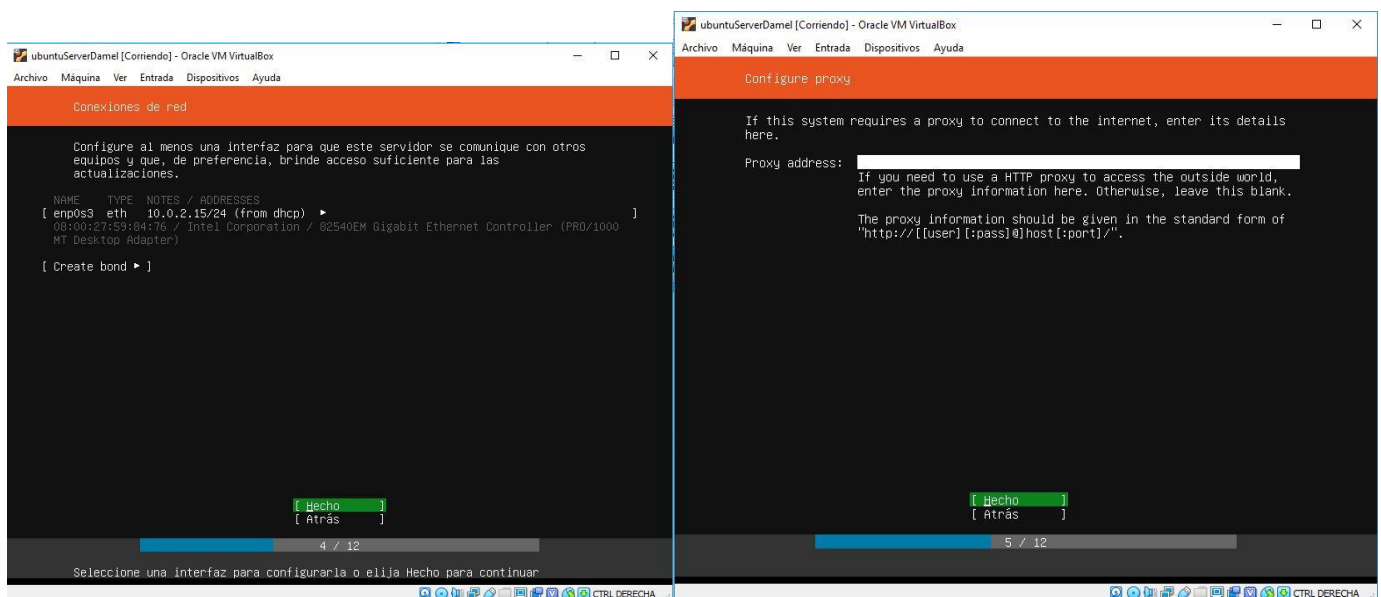 ubuntuServerDamel [Corriendo] - Oracle VM VirtualBox
Archivo Máquina Ver Entrada Dispositivos Ayuda
Conexiones de red
Configure al menos una interfaz para que este servidor se comunique con otros
equipos y que, de preferencia, brinde acceso suficiente para las
actualizaciones.
NAME TYPE NOTES / ADDRESSES
[ enp0s3 eth 10.0.2.15/24 (from dhcp) ▸ ]
08:00:27:59:84:76 / Intel Corporation / 82540EM Gigabit Ethernet Controller (PRO/1000
MT Desktop Adapter)
[ Create bond ▸ ]
[ Hecho ]
[ Atrás ]
4 / 12
Seleccione una interfaz para configurarla o elija Hecho para continuar
CTRL DERECHA
ubuntuServerDamel [Corriendo] - Oracle VM VirtualBox
Archivo Máquina Ver Entrada Dispositivos Ayuda
Configure proxy
If this system requires a proxy to connect to the internet, enter its details
here.
Proxy address:
If you need to use a HTTP proxy to access the outside world,
enter the proxy information here. Otherwise, leave this blank.
The proxy information should be given in the standard form of
"http://[[user][:pass]@]host[:port]/".
[ Hecho ]
[ Atrás ]
5 / 12
CTRL DERECHA